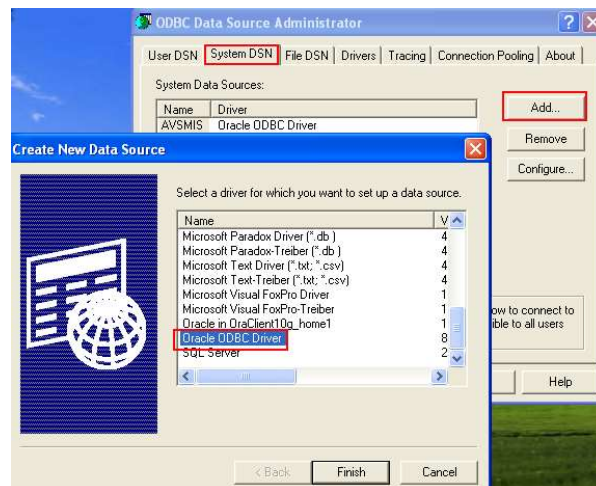 ODBC Data Source Administrator
User DSN System DSN File DSN Drivers Tracing Connection Pooling About
System Data Sources:
Name Driver
AVSMIS Oracle ODBC Driver
Add...
Remove
Configure...
Create New Data Source
Select a driver for which you want to set up a data source.
Name V
Microsoft Paradox Driver (*.db ) 4
Microsoft Paradox-Treiber (*.db ) 4
Microsoft Text Driver (*.txt; *.csv) 4
Microsoft Text-Treiber (*.txt; *.csv) 4
Microsoft Visual FoxPro Driver 1
Microsoft Visual FoxPro-Treiber 1
Oracle in OraClient10g_home1 1
Oracle ODBC Driver 8
SQL Server 2
ow to connect to
ible to all users
Help
< Back Finish Cancel